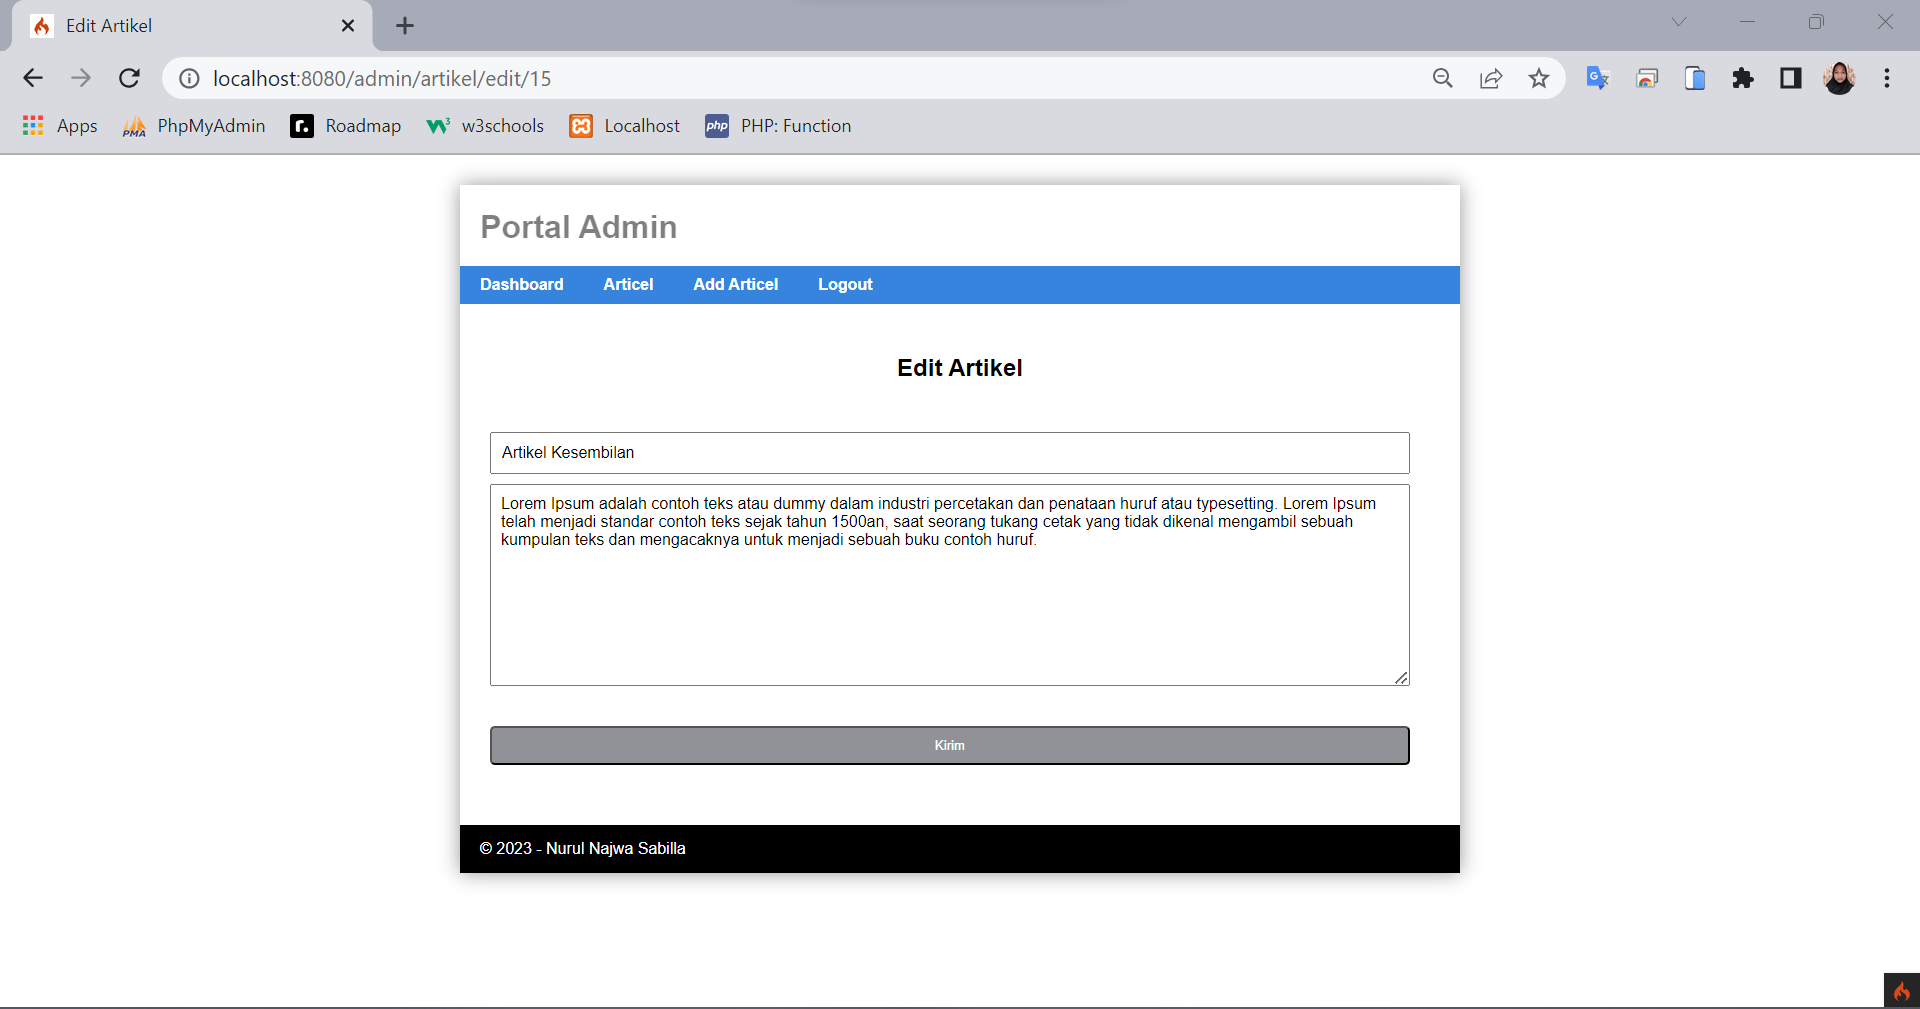 Edit Artikel
localhost:8080/admin/artikel/edit/15
Apps PMA PhpMyAdmin r. Roadmap W3 w3schools Localhost php PHP: Function
Portal Admin
Dashboard Articel Add Articel Logout
Edit Artikel
Artikel Kesembilan
Lorem Ipsum adalah contoh teks atau dummy dalam industri percetakan dan penataan huruf atau typesetting. Lorem Ipsum
telah menjadi standar contoh teks sejak tahun 1500an, saat seorang tukang cetak yang tidak dikenal mengambil sebuah
kumpulan teks dan mengacaknya untuk menjadi sebuah buku contoh huruf.
Kirim
© 2023 - Nurul Najwa Sabilla